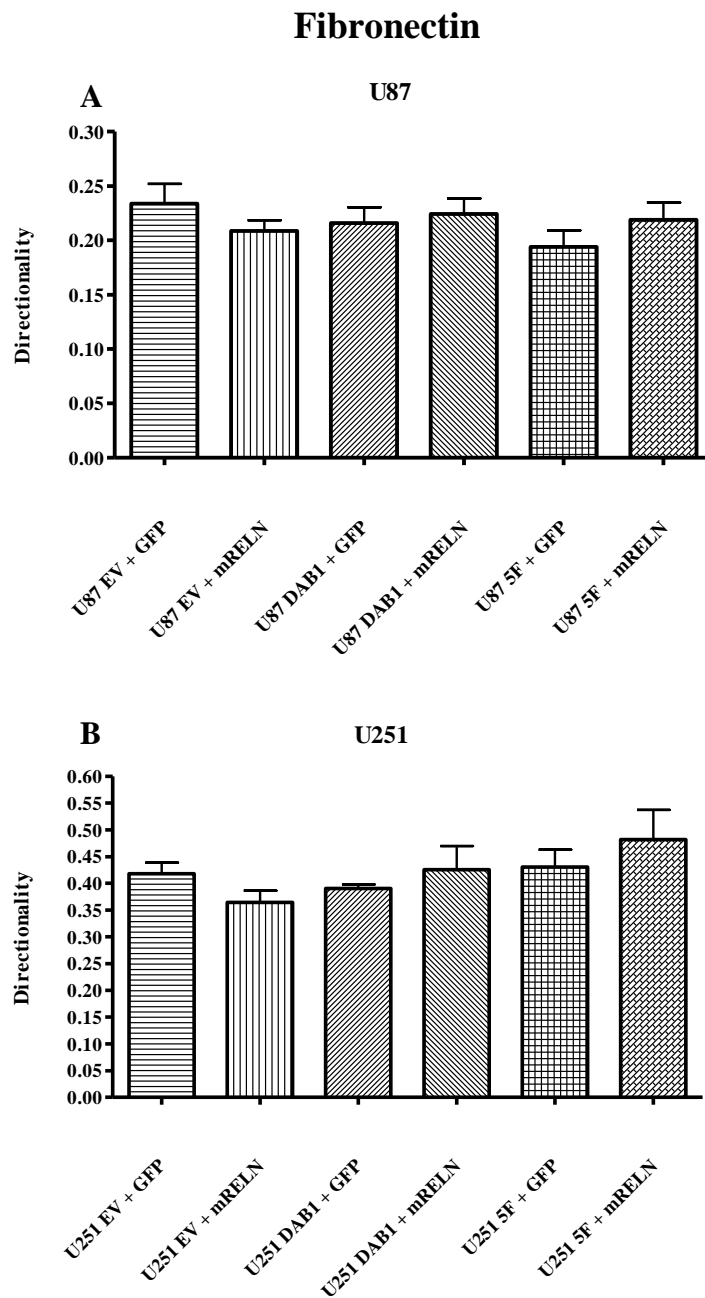 Fibronectin
A
U87
0.30
0.25
0.20
0.15
0.10
0.05
0.00
Directionality
U87 EV + GFP
U87 EV + mRELN
U87 DAB1 + GFP
U87 DAB1 + mRELN
U87 5F + GFP
U87 5F + mRELN
B
U251
0.60
0.55
0.50
0.45
0.40
0.35
0.30
0.25
0.20
0.15
0.10
0.05
0.00
Directionality
U251 EV + GFP
U251 EV + mRELN
U251 DAB1 + GFP
U251 DAB1 + mRELN
U251 5F + GFP
U251 5F + mRELN